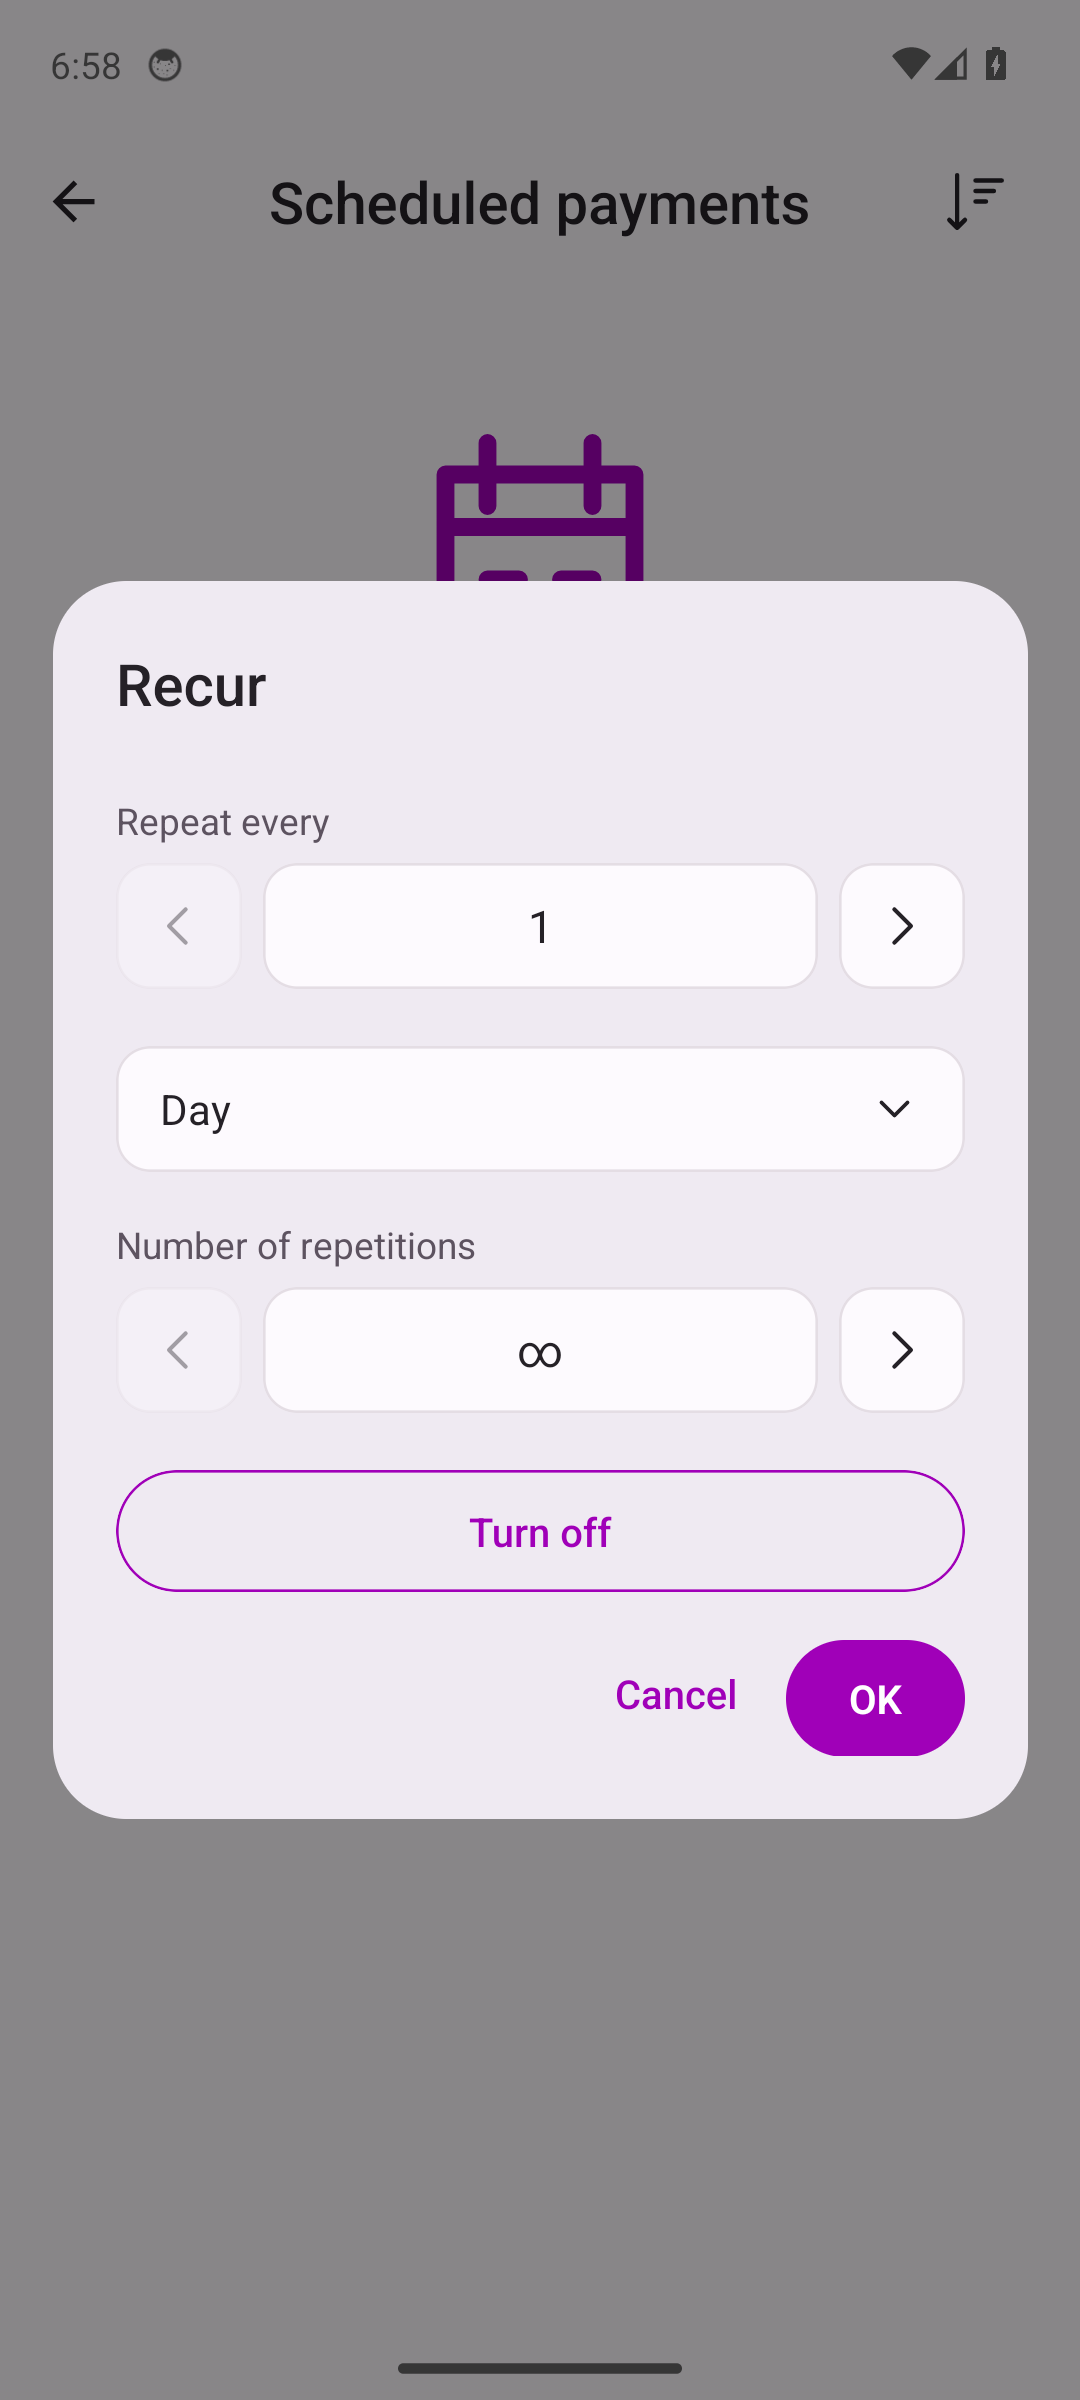 6:58
Scheduled payments
Recur
Repeat every
1
Day
Number of repetitions
∞
Turn off
Cancel
OK